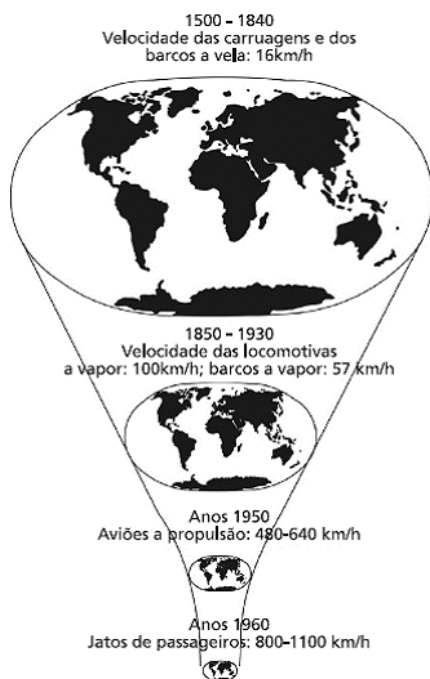 1500 – 1840
Velocidade das carruagens e dos
barcos a vela: 16km/h
1850 – 1930
Velocidade das locomotivas
a vapor: 100km/h; barcos a vapor: 57 km/h
Anos 1950
Aviões a propulsão: 480-640 km/h
Anos 1960
Jatos de passageiros: 800-1100 km/h